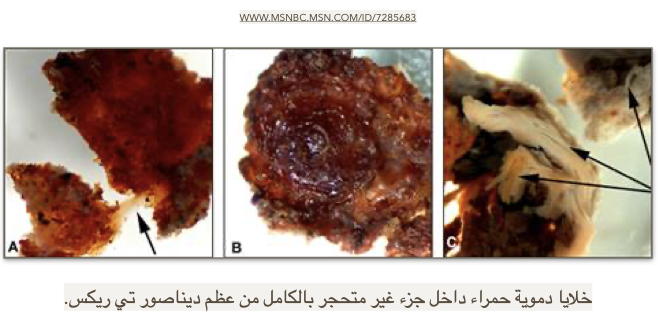 WWW.MSNBC.MSN.COM/ID/7285683
A B C
خلايا دموية حمراء داخل جزء غير متحجر بالكامل من عظم ديناصور تي ريكس.